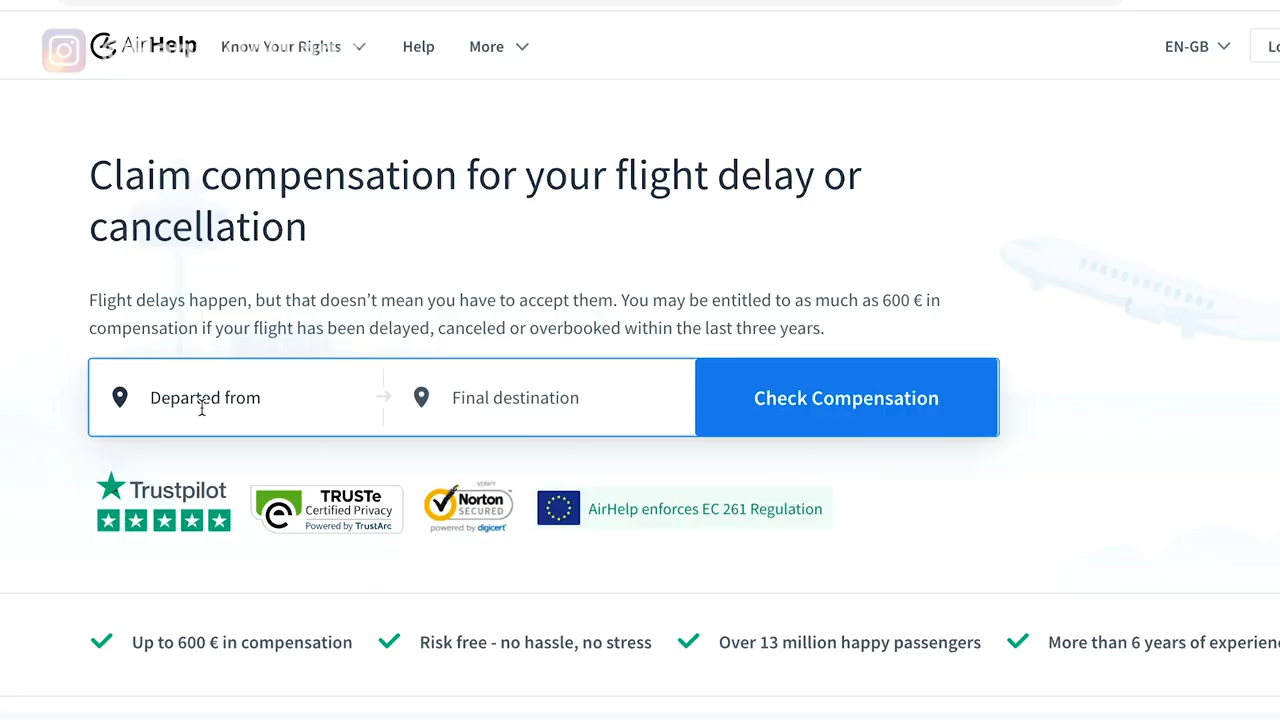 AirHelp
Know Your Rights
Help
More
EN-GB
Claim compensation for your flight delay or
cancellation
Flight delays happen, but that doesn’t mean you have to accept them. You may be entitled to as much as 600 € in
compensation if your flight has been delayed, canceled or overbooked within the last three years.
Departed from
Final destination
Check Compensation
Trustpilot
TRUSTe
Certified Privacy
Powered by TrustArc
VERIFY
Norton
SECURED
powered by digicert
AirHelp enforces EC 261 Regulation
Up to 600 € in compensation
Risk free - no hassle, no stress
Over 13 million happy passengers
More than 6 years of